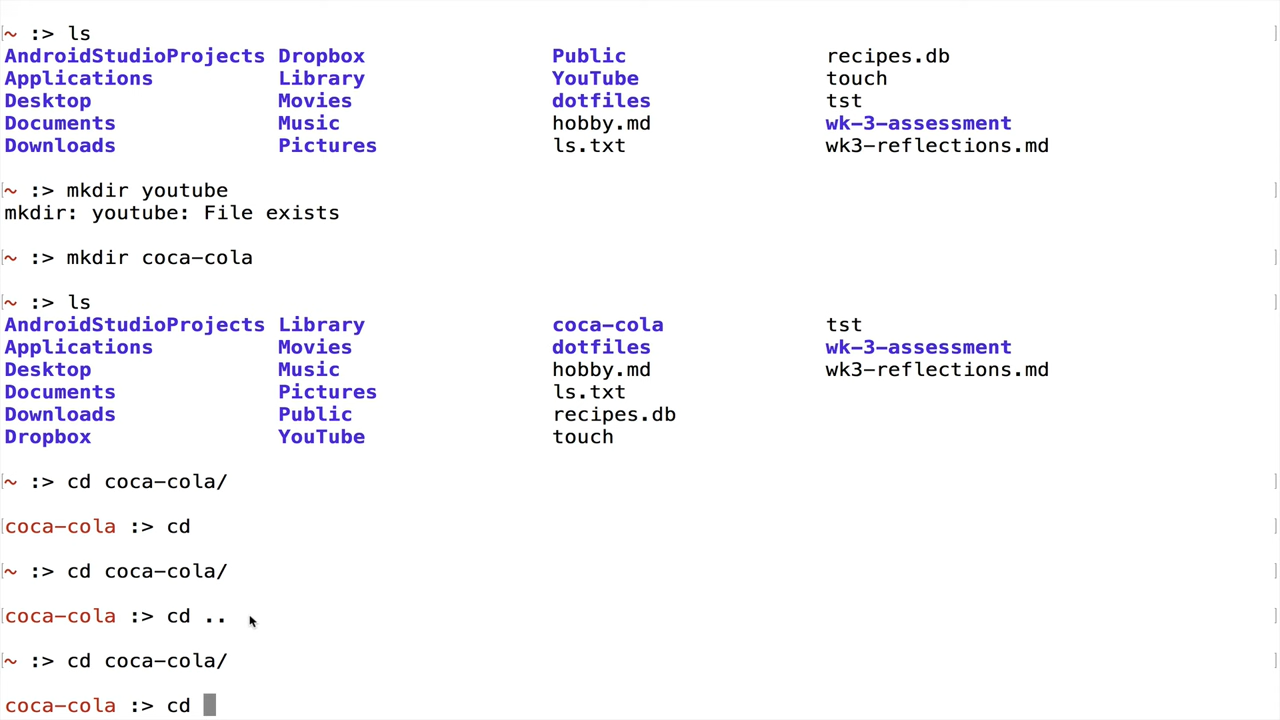 ~ :> ls
AndroidStudioProjects Dropbox Public recipes.db
Applications Library YouTube touch
Desktop Movies dotfiles tst
Documents Music hobby.md wk-3-assessment
Downloads Pictures ls.txt wk3-reflections.md
~ :> mkdir youtube
mkdir: youtube: File exists
~ :> mkdir coca-cola
~ :> ls
AndroidStudioProjects Library coca-cola tst
Applications Movies dotfiles wk-3-assessment
Desktop Music hobby.md wk3-reflections.md
Documents Pictures ls.txt
Downloads Public recipes.db
Dropbox YouTube touch
~ :> cd coca-cola/
coca-cola :> cd
~ :> cd coca-cola/
coca-cola :> cd ..
~ :> cd coca-cola/
coca-cola :> cd